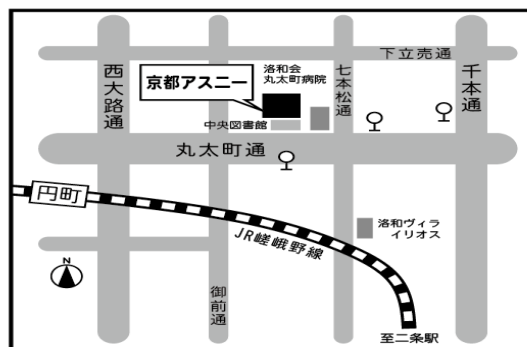 下立売通
西大路通
京都アスニー
洛和会
丸太町病院
七本松通
千本通
中央図書館
丸太町通
円町
JR嵯峨野線
洛和ヴィラ
イリオス
N
御前通
至二条駅